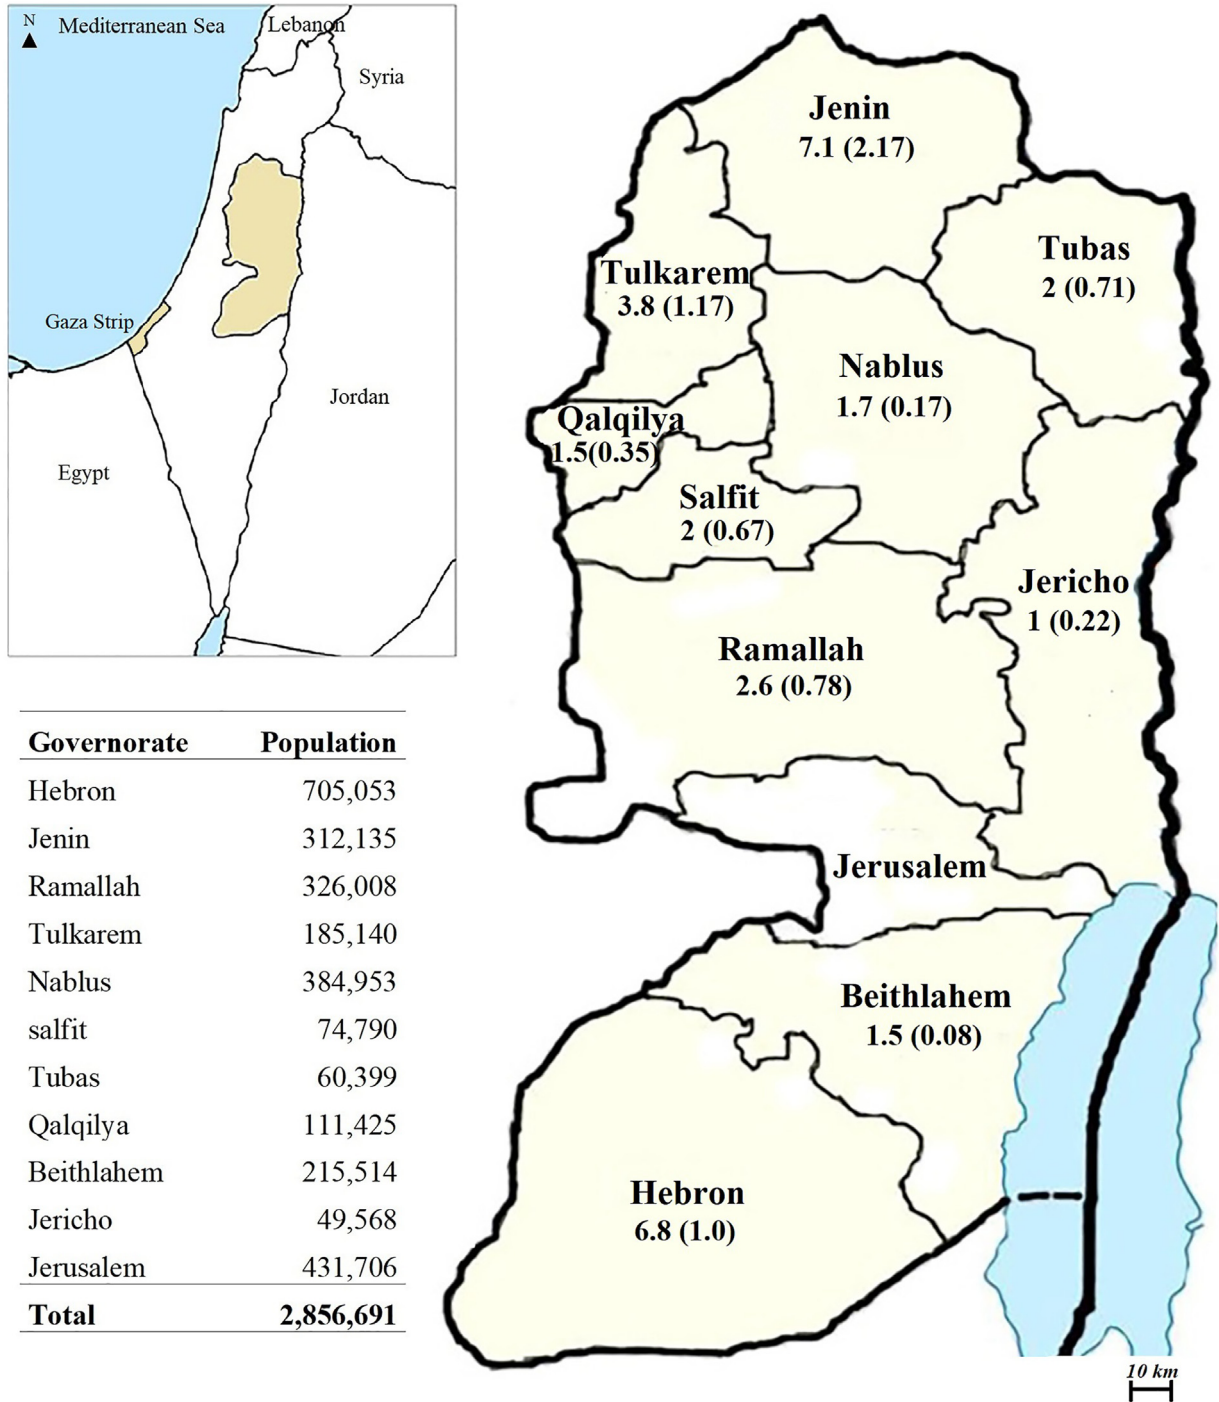 N
Mediterranean Sea
Lebanon
Syria
Gaza Strip
Jordan
Egypt
Jenin
7.1 (2.17)
Tubas
2 (0.71)
Tulkarem
3.8 (1.17)
Nablus
1.7 (0.17)
Qalqilya
1.5(0.35)
Salfit
2 (0.67)
Jericho
1 (0.22)
Ramallah
2.6 (0.78)
Jerusalem
Beithlahem
1.5 (0.08)
Hebron
6.8 (1.0)
10 km
Governorate Population
Hebron 705,053
Jenin 312,135
Ramallah 326,008
Tulkarem 185,140
Nablus 384,953
salfit 74,790
Tubas 60,399
Qalqilya 111,425
Beithlahem 215,514
Jericho 49,568
Jerusalem 431,706
Total 2,856,691